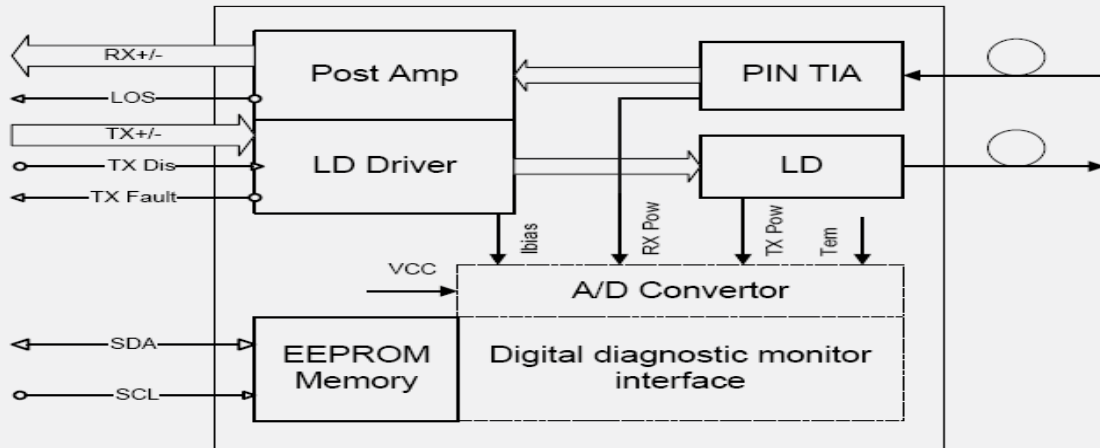 RX+/-
Post Amp
PIN TIA
LOS
TX+/-
LD Driver
LD
TX Dis
TX Fault
Ibias
RX Pow
TX Pow
Tem
VCC
A/D Convertor
SDA
EEPROM
Memory
Digital diagnostic monitor
interface
SCL